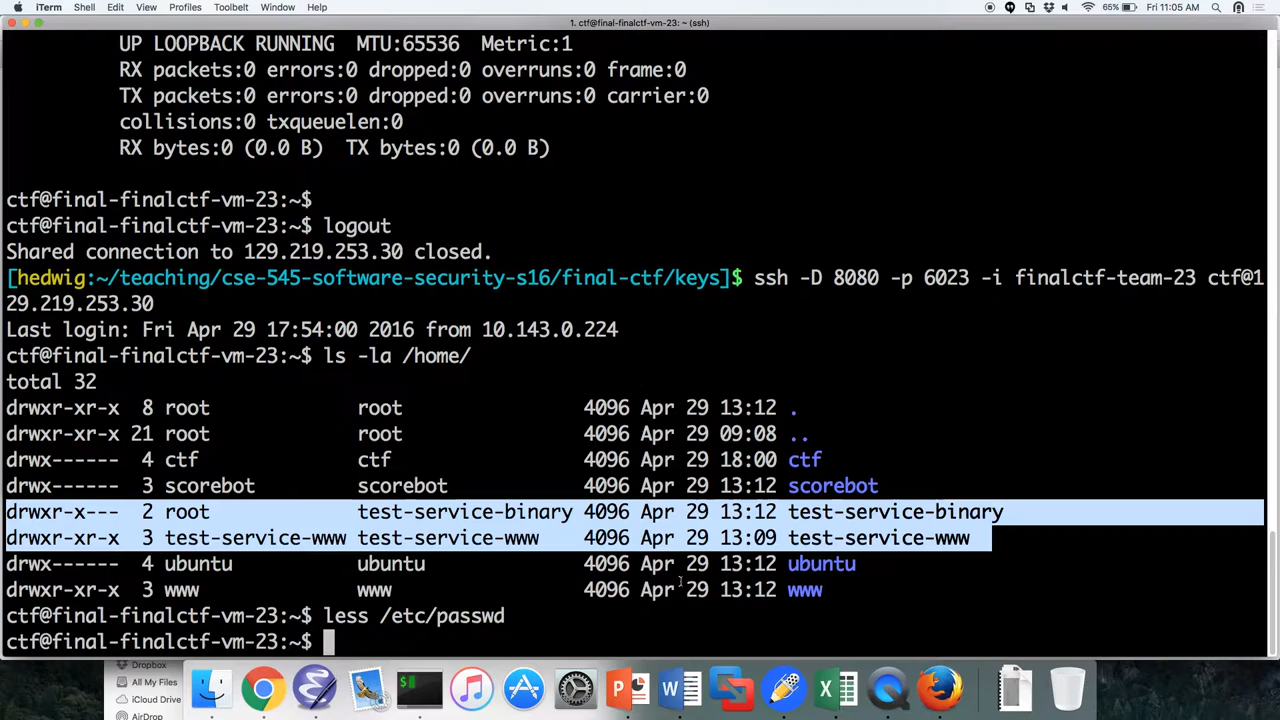 iTerm Shell Edit View Profiles Toolbelt Window Help 65% Fri 11:05 AM
1. ctf@final-finalctf-vm-23: ~ (ssh)
UP LOOPBACK RUNNING  MTU:65536  Metric:1
RX packets:0 errors:0 dropped:0 overruns:0 frame:0
TX packets:0 errors:0 dropped:0 overruns:0 carrier:0
collisions:0 txqueuelen:0
RX bytes:0 (0.0 B)  TX bytes:0 (0.0 B)
ctf@final-finalctf-vm-23:~$
ctf@final-finalctf-vm-23:~$ logout
Shared connection to 129.219.253.30 closed.
[hedwig:~/teaching/cse-545-software-security-s16/final-ctf/keys]$ ssh -D 8080 -p 6023 -i finalctf-team-23 ctf@1
29.219.253.30
Last login: Fri Apr 29 17:54:00 2016 from 10.143.0.224
ctf@final-finalctf-vm-23:~$ ls -la /home/
total 32
drwxr-xr-x  8 root                root                4096 Apr 29 13:12 .
drwxr-xr-x 21 root                root                4096 Apr 29 09:08 ..
drwx------  4 ctf                 ctf                 4096 Apr 29 18:00 ctf
drwx------  3 scorebot            scorebot            4096 Apr 29 13:12 scorebot
drwxr-x---  2 root                test-service-binary 4096 Apr 29 13:12 test-service-binary
drwxr-x---  3 test-service-www test-service-www    4096 Apr 29 13:09 test-service-www
drwx------  4 ubuntu              ubuntu              4096 Apr 29 13:12 ubuntu
drwx------  3 www                 www                 4096 Apr 29 13:12 www
ctf@final-finalctf-vm-23:~$ less /etc/passwd
ctf@final-finalctf-vm-23:~$
Dropbox
All My Files
iCloud Drive
AirDrop